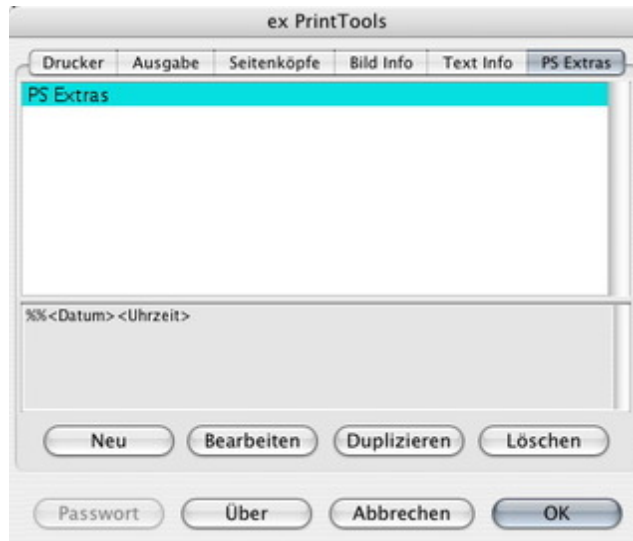 ex PrintTools
Drucker Ausgabe Seitenköpfe Bild Info Text Info PS Extras
PS Extras
%%<Datum> <Uhrzeit>
Neu Bearbeiten Duplizieren Löschen
Passwort Über Abbrechen OK